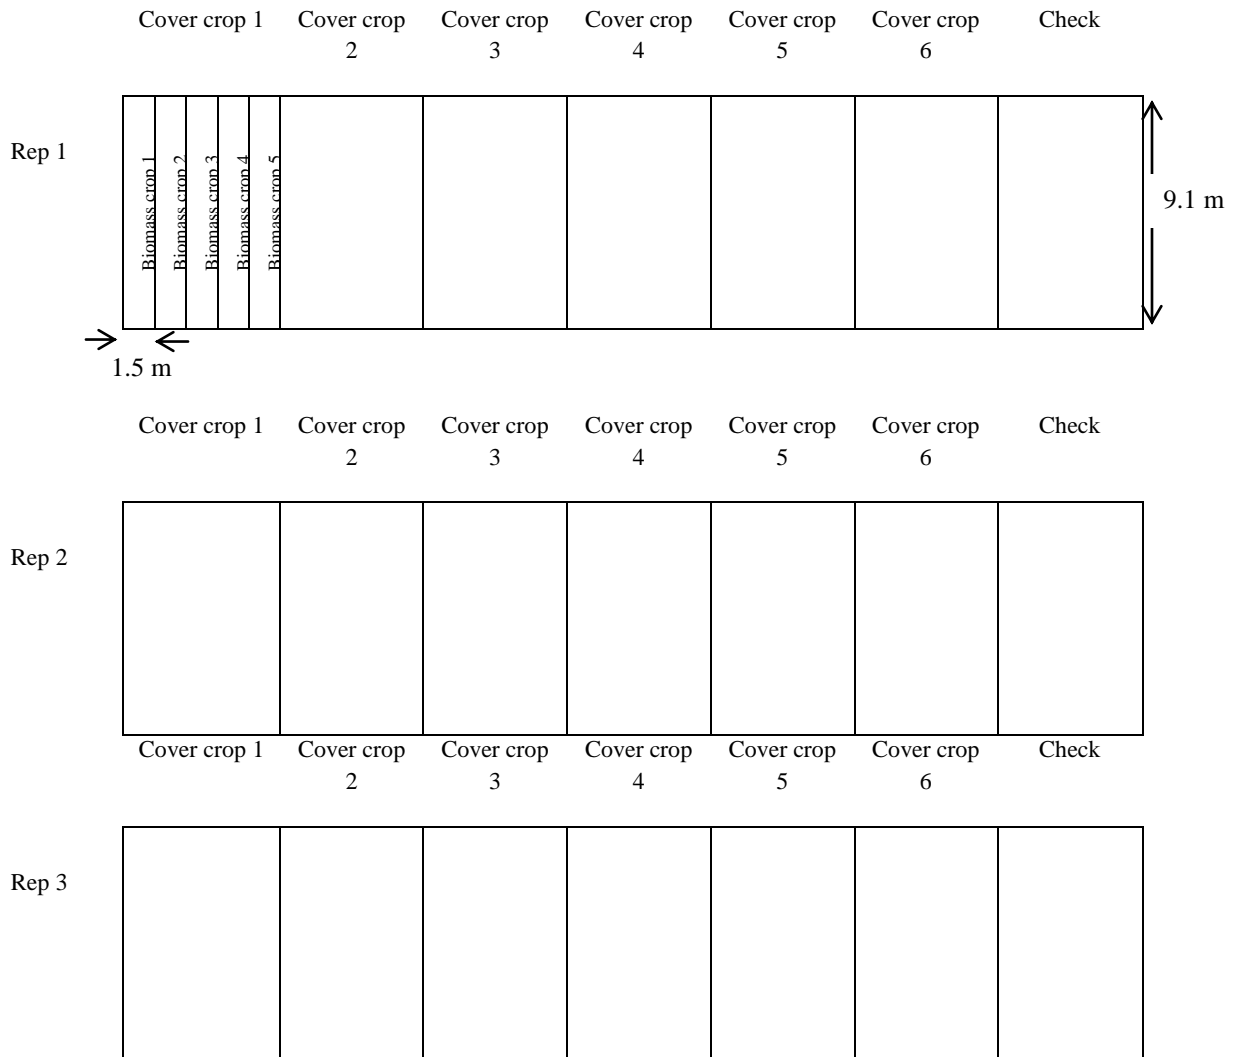 Cover crop 1 Cover crop Cover crop Cover crop Cover crop Cover crop Check
2 3 4 5 6
Rep 1
Biomass crop 1
Biomass crop 2
Biomass crop 3
Biomass crop 4
Biomass crop 5
9.1 m
1.5 m
Cover crop 1 Cover crop Cover crop Cover crop Cover crop Cover crop Check
2 3 4 5 6
Rep 2
Cover crop 1 Cover crop Cover crop Cover crop Cover crop Cover crop Check
2 3 4 5 6
Rep 3